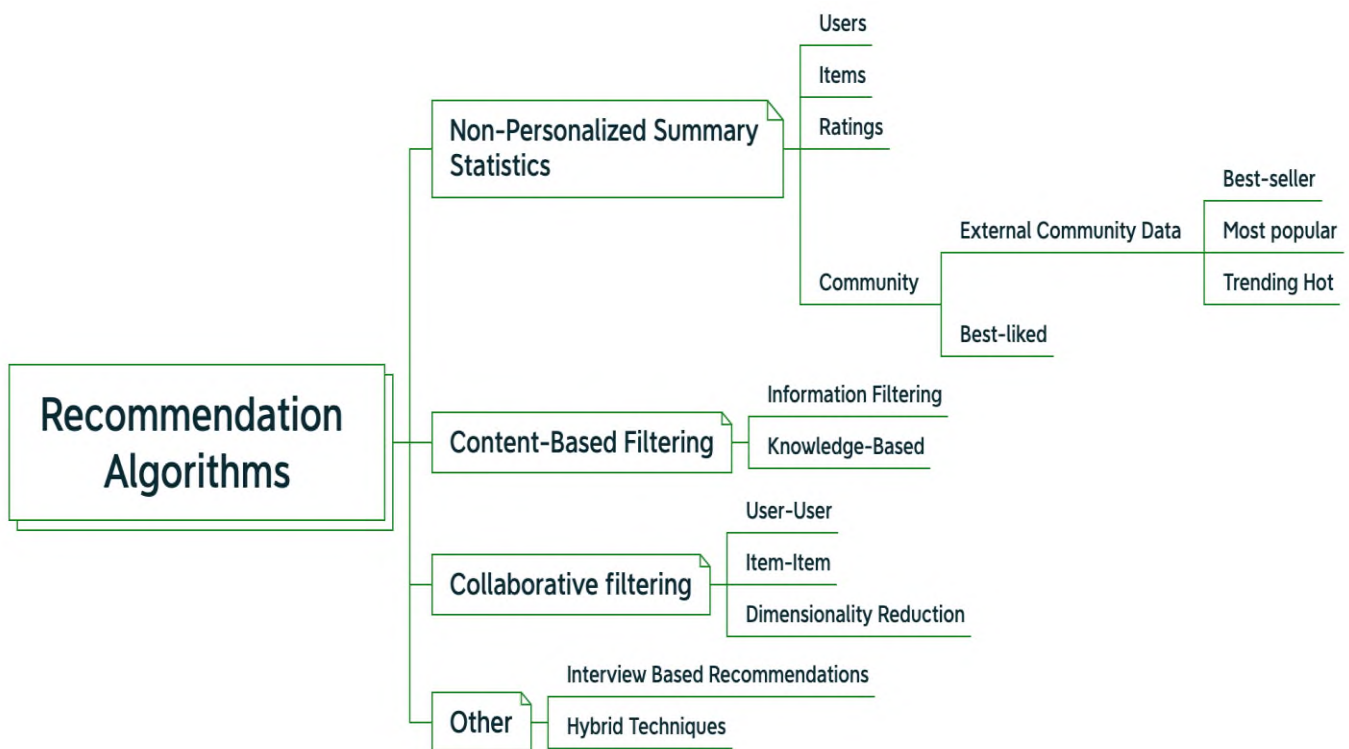 Recommendation
Algorithms
Non-Personalized Summary
Statistics
Users
Items
Ratings
Community
External Community Data
Best-seller
Most popular
Trending Hot
Best-liked
Content-Based Filtering
Information Filtering
Knowledge-Based
Collaborative filtering
User-User
Item-Item
Dimensionality Reduction
Other
Interview Based Recommendations
Hybrid Techniques